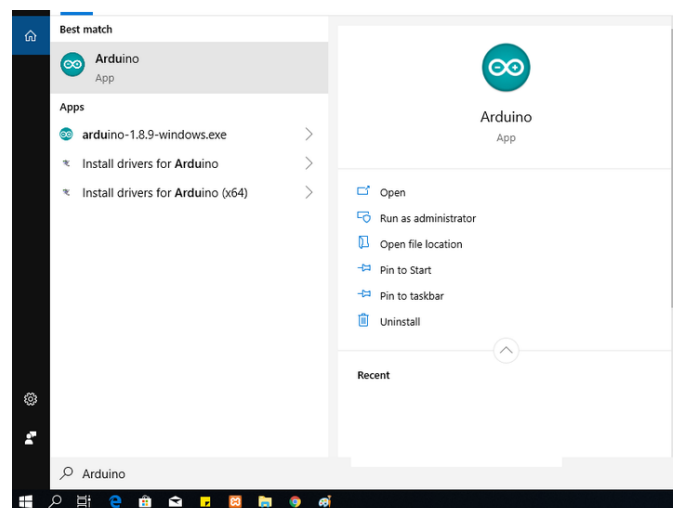 Best match
Arduino
App
Apps
arduino-1.8.9-windows.exe
Install drivers for Arduino
Install drivers for Arduino (x64)
Arduino
App
Open
Run as administrator
Open file location
Pin to Start
Pin to taskbar
Uninstall
Recent
Arduino